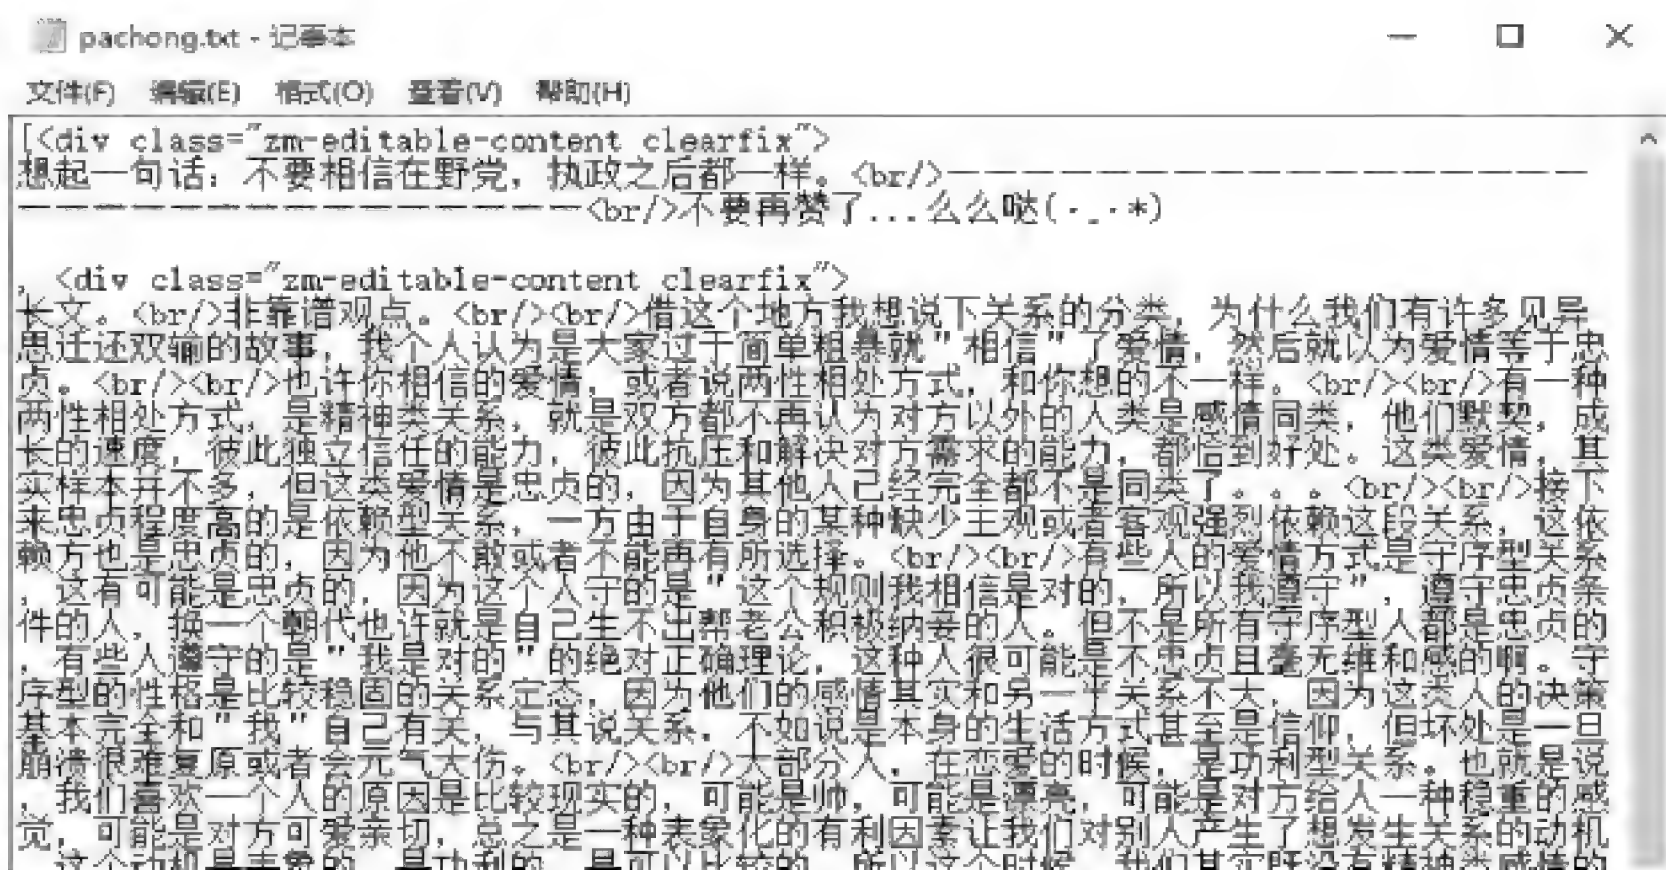 pachong.txt - 记事本
文件(F) 编辑(E) 格式(O) 查看(V) 帮助(H)
[<div class="zm-editable-content clearfix">
想起一句话：不要相信在野党，执政之后都一样。<br/>——————————————————
————————————————<br/>不要再赞了...么么哒(·_·*)
, <div class="zm-editable-content clearfix">
长文。<br/>非靠谱观点。<br/><br/>借这个地方我想说下关系的分类，为什么我们有许多见异
思迁还双输的故事，我个人认为是大家过于简单粗暴就"相信"了爱情，然后就以为爱情等于忠
贞。<br/><br/>也许你相信的爱情，或者说两性相处方式，和你想的不一样。<br/><br/>有一种
两性相处方式，是精神类关系，就是双方都不再认为对方以外的人类是感情同类，他们默契，成
长的速度，彼此独立信任的能力，彼此抗压和解决对方需求的能力，都恰到好处。这类爱情，其
实样本并不多，但这类爱情是忠贞的，因为其他人已经完全都不是同类了。。。<br/><br/>接下
来忠贞程度高的是依赖型关系，一方由于自身的某种缺少主观或者客观强烈依赖这段关系，这依
赖方也是忠贞的，因为他不敢或者不能再有所选择。<br/><br/>有些人的爱情方式是守序型关系
，这有可能是忠贞的，因为这个人守的是"这个规则我相信是对的，所以我遵守"，遵守忠贞条
件的人，换一个朝代也许就是自己生不出帮老公积极纳妾的人。但不是所有守序型人都是忠贞的
，有些人遵守的是"我是对的"的绝对正确理论，这种人很可能是不忠贞且毫无维和感的啊。守
序型的性格是比较稳固的关系定态，因为他们的感情其实和另一半关系不大，因为这类人的决策
基本完全和"我"自己有关，与其说关系，不如说是本身的生活方式甚至是信仰，但坏处是一旦
崩溃很难复原或者会元气大伤。<br/><br/>大部分人，在恋爱的时候，是功利型关系。也就是说
，我们喜欢一个人的原因是比较现实的，可能是帅，可能是漂亮，可能是对方给人一种稳重的感
觉，可能是对方可爱亲切，总之是一种表象化的有利因素让我们对别人产生了想发生关系的动机